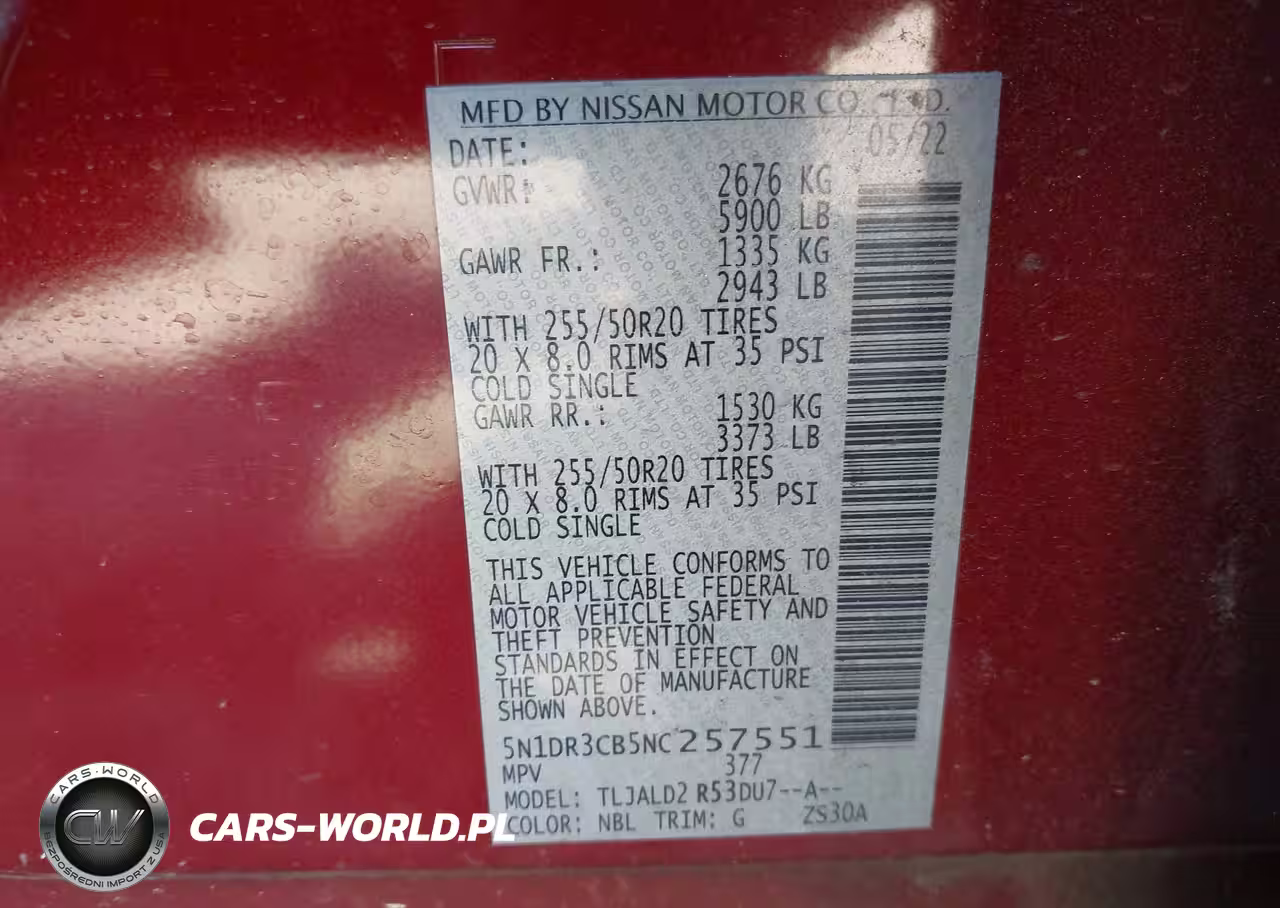 MFD BY NISSAN MOTOR CO. LTD.
DATE: 05/22
GVWR: 2676 KG
5900 LB
GAWR FR.: 1335 KG
2943 LB
WITH 255/50R20 TIRES
20 X 8.0 RIMS AT 35 PSI
COLD SINGLE
GAWR RR.: 1530 KG
3373 LB
WITH 255/50R20 TIRES
20 X 8.0 RIMS AT 35 PSI
COLD SINGLE
THIS VEHICLE CONFORMS TO
ALL APPLICABLE FEDERAL
MOTOR VEHICLE SAFETY AND
THEFT PREVENTION
STANDARDS IN EFFECT ON
THE DATE OF MANUFACTURE
SHOWN ABOVE.
5N1DR3CB5NC257551
MPV 377
MODEL: TLJALD2 R53DU7--A--
COLOR: NBL TRIM: G ZS30A
CARS-WORLD
CW
BEZPOŚREDNI IMPORT Z USA
CARS-WORLD.PL